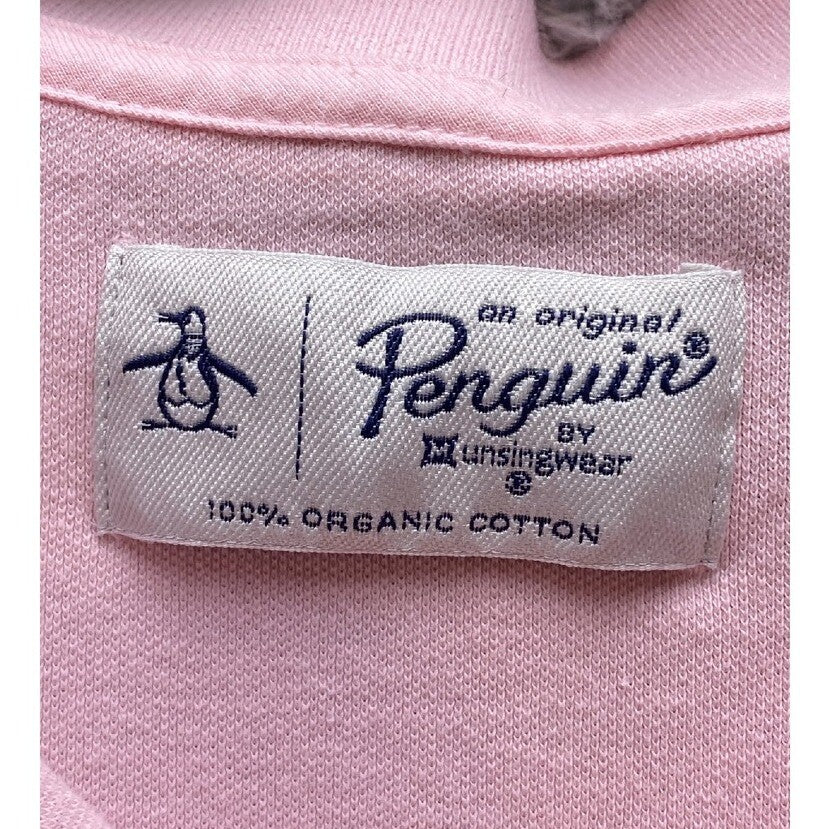 an original
Penguin®
BY
Munsingwear
®
100% ORGANIC COTTON